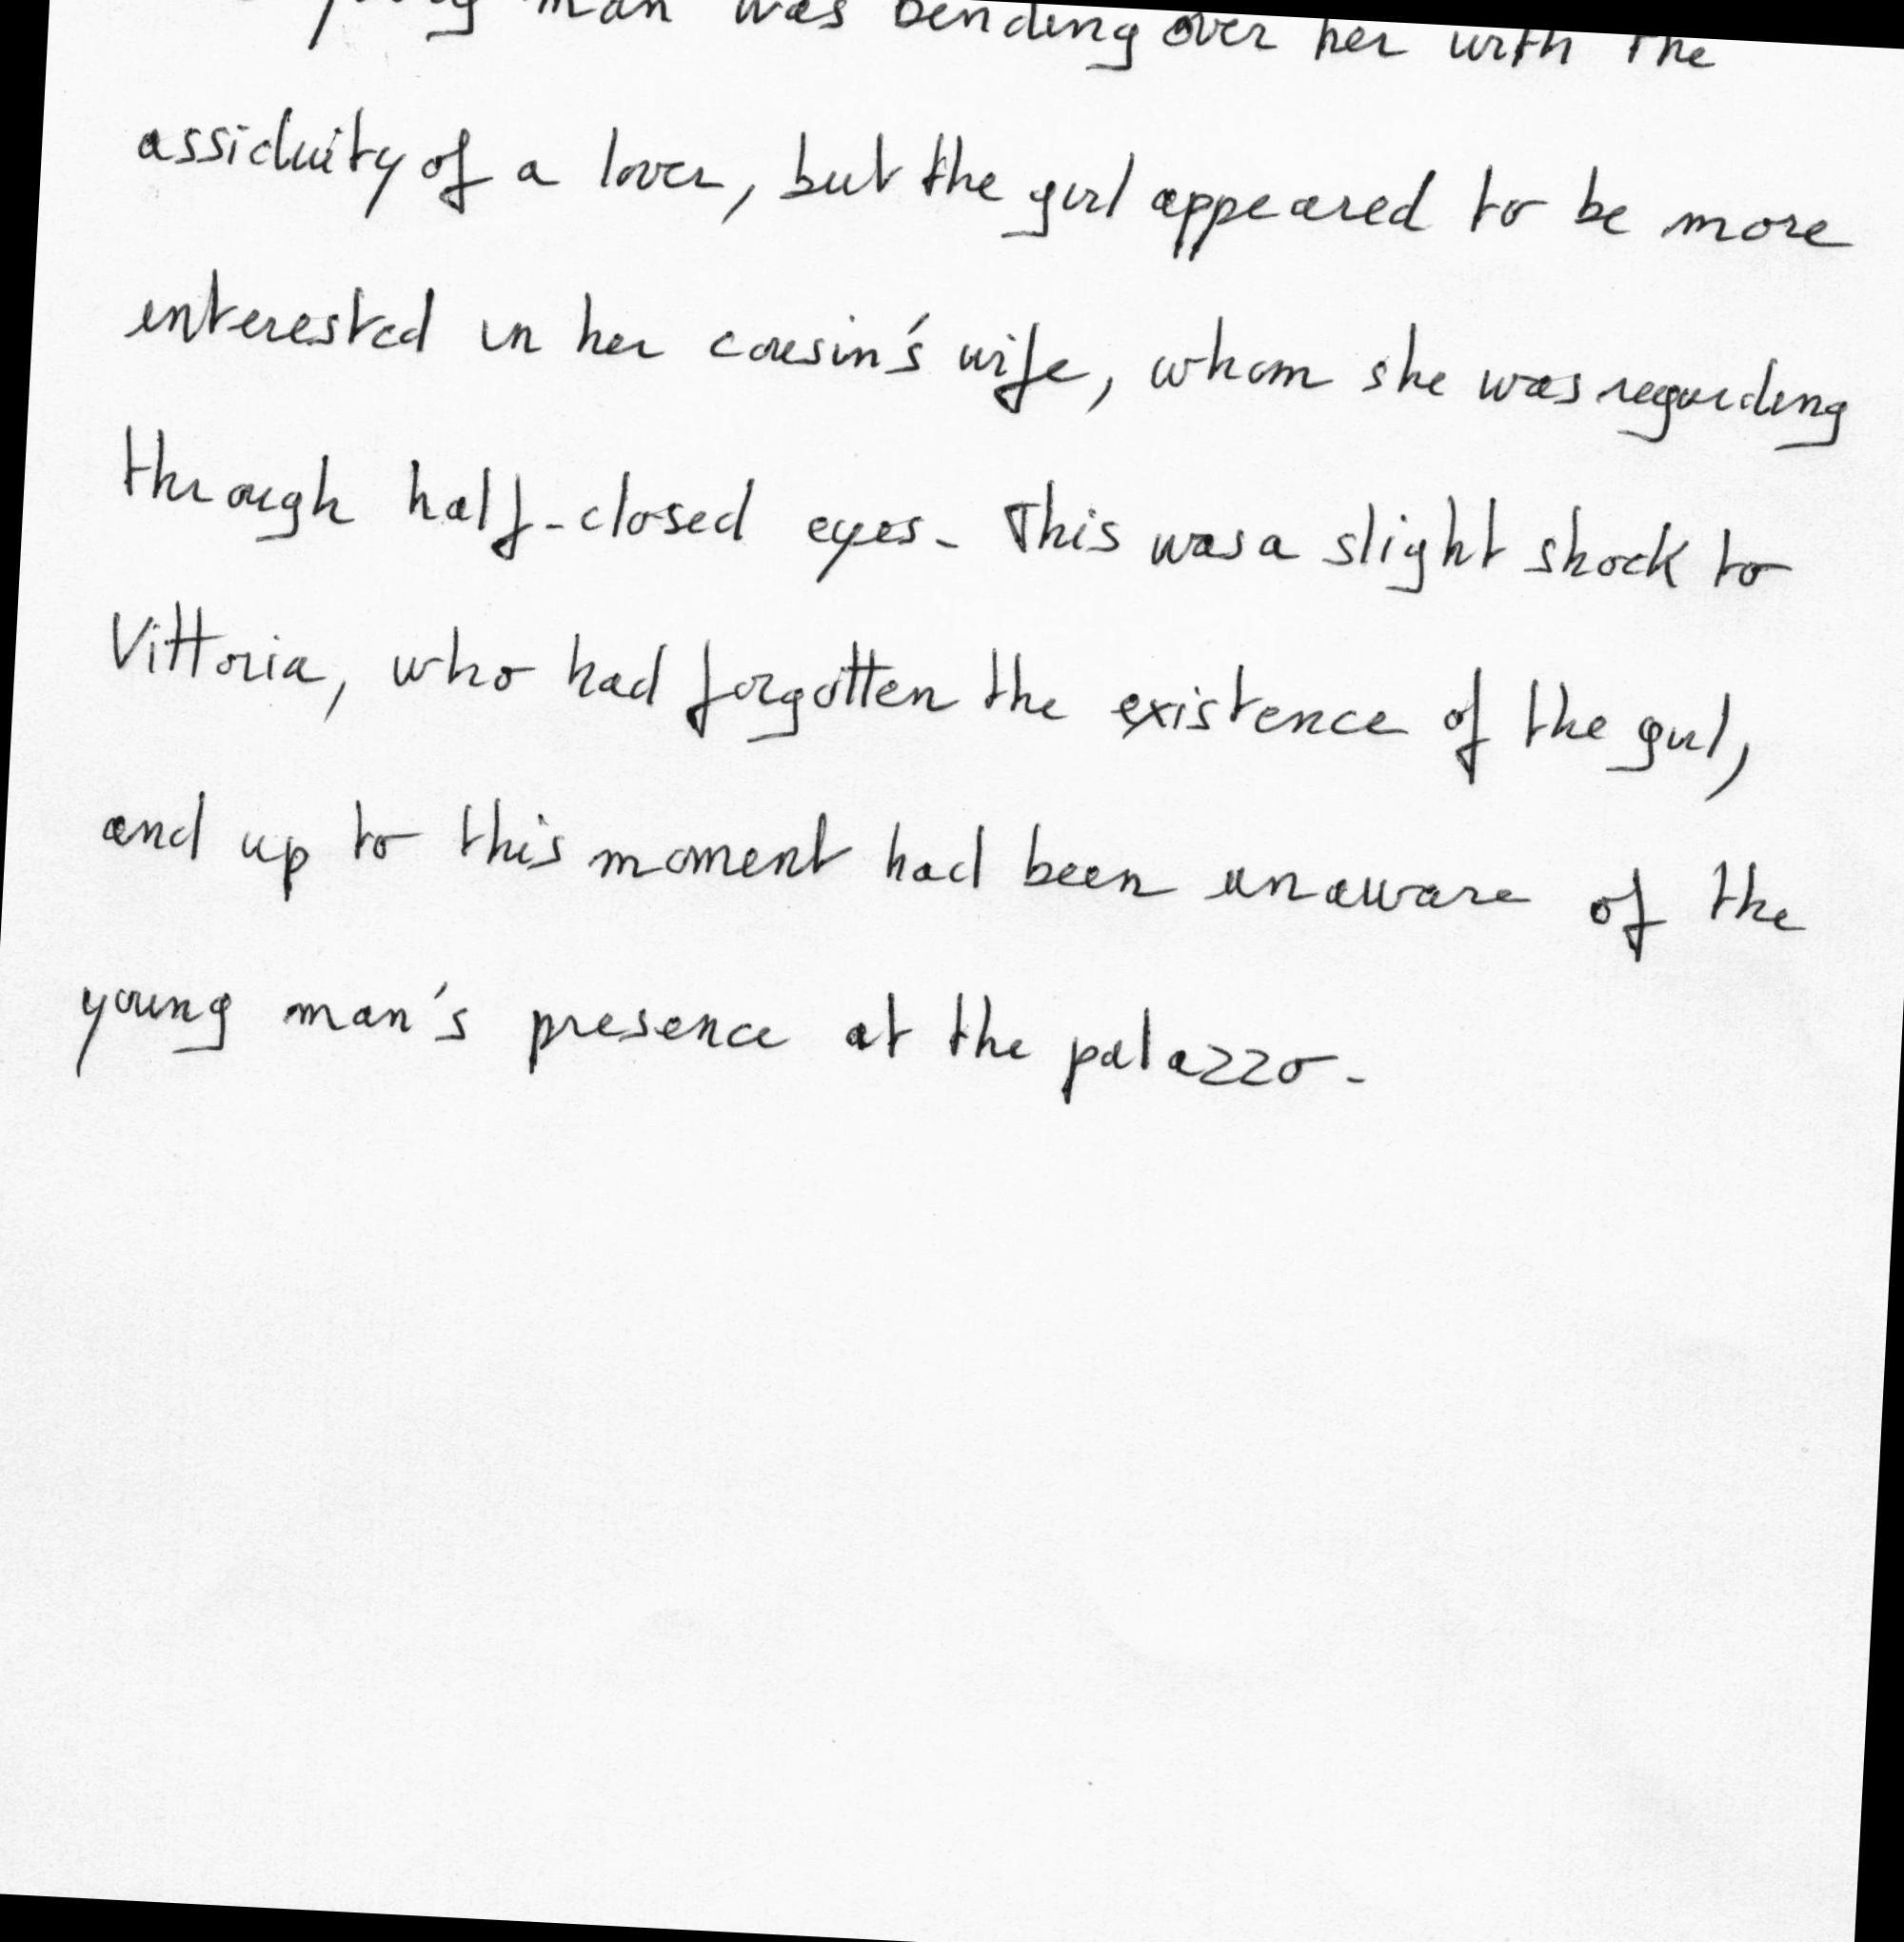 young man was bending over her with the
assiduity of a lover, but the girl appeared to be more
interested in her cousin's wife, whom she was regarding
through half-closed eyes. This was a slight shock to
Vittoria, who had forgotten the existence of the girl,
and up to this moment had been unaware of the
young man's presence at the palazzo.